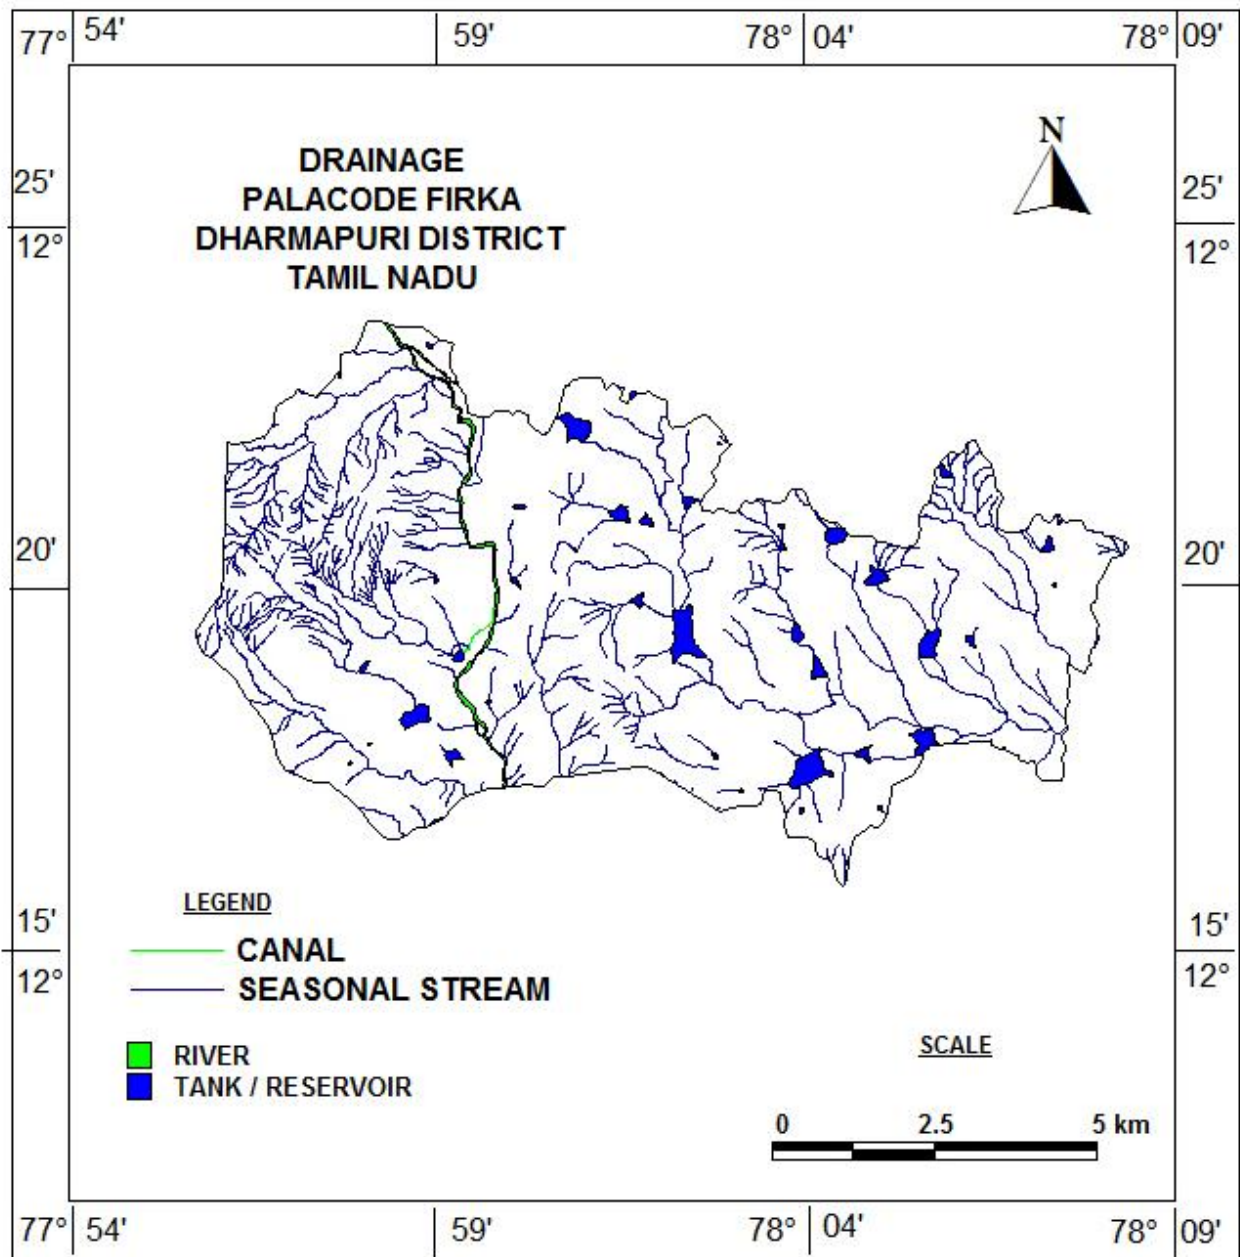 77° 54' 59' 78° 04' 78° 09'
N
DRAINAGE
PALACODE FIRKA
DHARMAPURI DISTRICT
TAMIL NADU
25' 25'
12° 12°
20' 20'
15' 15'
12° 12°
LEGEND
CANAL
SEASONAL STREAM
RIVER
TANK / RESERVOIR
SCALE
0 2.5 5 km
77° 54' 59' 78° 04' 78° 09'